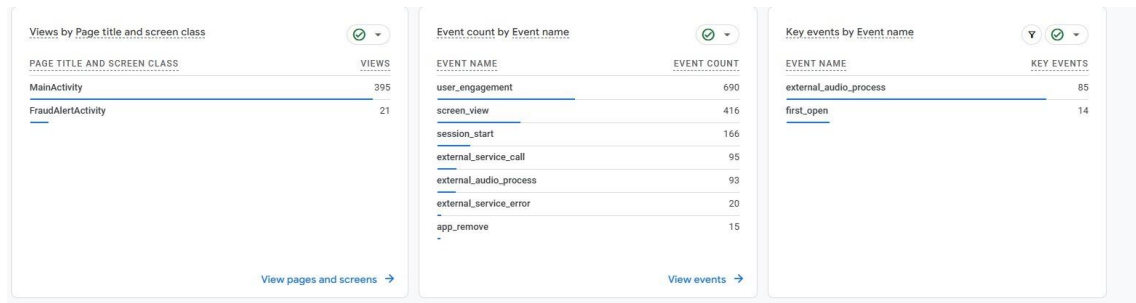 Views by Page title and screen class
PAGE TITLE AND SCREEN CLASS VIEWS
MainActivity 395
FraudAlertActivity 21
View pages and screens
Event count by Event name
EVENT NAME EVENT COUNT
user_engagement 690
screen_view 416
session_start 166
external_service_call 95
external_audio_process 93
external_service_error 20
app_remove 15
View events
Key events by Event name
EVENT NAME KEY EVENTS
external_audio_process 85
first_open 14